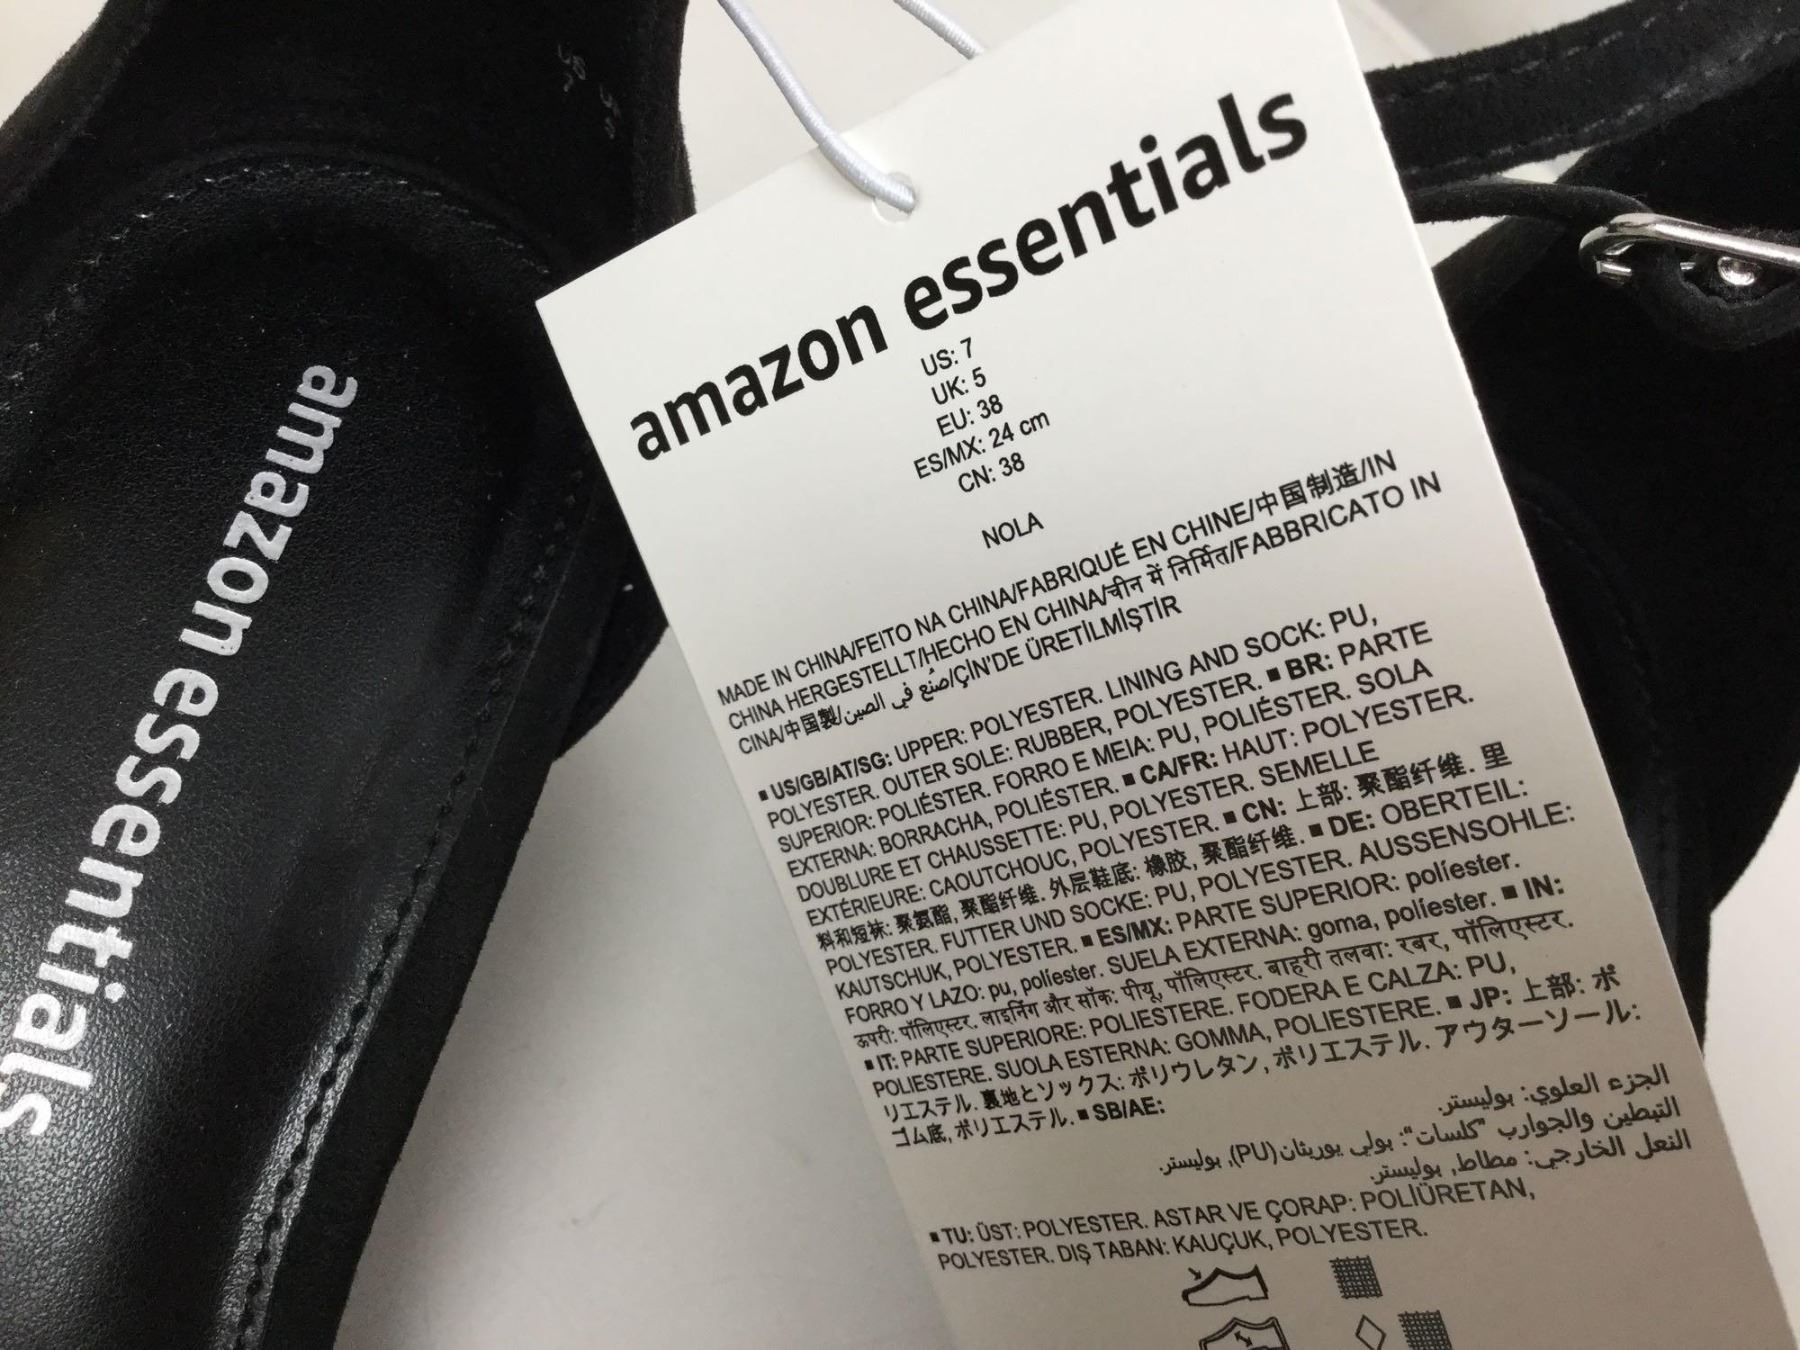 amazon essentials
amazon essentials
US: 7
UK: 5
EU: 38
ES/MX: 24 cm
CN: 38
NOLA
MADE IN CHINA/FEITO NA CHINA/FABRIQUÉ EN CHINE/中国制造/IN
CHINA HERGESTELLT/HECHO EN CHINA/चीन में निर्मित/FABBRICATO IN
CINA/中国製/صُنع في الصين/ÇİN'DE ÜRETİLMİŞTİR
▪ US/GB/AT/SG: UPPER: POLYESTER. LINING AND SOCK: PU,
POLYESTER. OUTER SOLE: RUBBER, POLYESTER. ▪ BR: PARTE
SUPERIOR: POLIÉSTER. FORRO E MEIA: PU, POLIÉSTER. SOLA
EXTERNA: BORRACHA, POLIÉSTER. ▪ CA/FR: HAUT: POLYESTER.
DOUBLURE ET CHAUSSETTE: PU, POLYESTER. SEMELLE
EXTÉRIEURE: CAOUTCHOUC, POLYESTER. ▪ CN: 上部: 聚酯纤维. 里
料和短袜: 聚氨酯, 聚酯纤维. 外层鞋底: 橡胶, 聚酯纤维. ▪ DE: OBERTEIL:
POLYESTER. FUTTER UND SOCKE: PU, POLYESTER. AUSSENSOHLE:
KAUTSCHUK, POLYESTER. ▪ ES/MX: PARTE SUPERIOR: políester.
FORRO Y LAZO: pu, políester. SUELA EXTERNA: goma, políester. ▪ IN:
ऊपरी: पॉलिएस्टर. लाइनिंग और सॉक: पीयू, पॉलिएस्टर. बाहरी तलवा: रबर, पॉलिएस्टर.
▪ IT: PARTE SUPERIORE: POLIESTERE. FODERA E CALZA: PU,
POLIESTERE. SUOLA ESTERNA: GOMMA, POLIESTERE. ▪ JP: 上部: ポ
リエステル. 裏地とソックス: ポリウレタン, ポリエステル. アウターソール:
ゴム底, ポリエステル. ▪ SB/AE:
الجزء العلوي: بوليستر.
التبطين والجوارب "كلسات": بولي يوريثان (PU), بوليستر.
النعل الخارجي: مطاط, بوليستر.
▪ TU: ÜST: POLYESTER. ASTAR VE ÇORAP: POLİÜRETAN,
POLYESTER. DIŞ TABAN: KAUÇUK, POLYESTER.